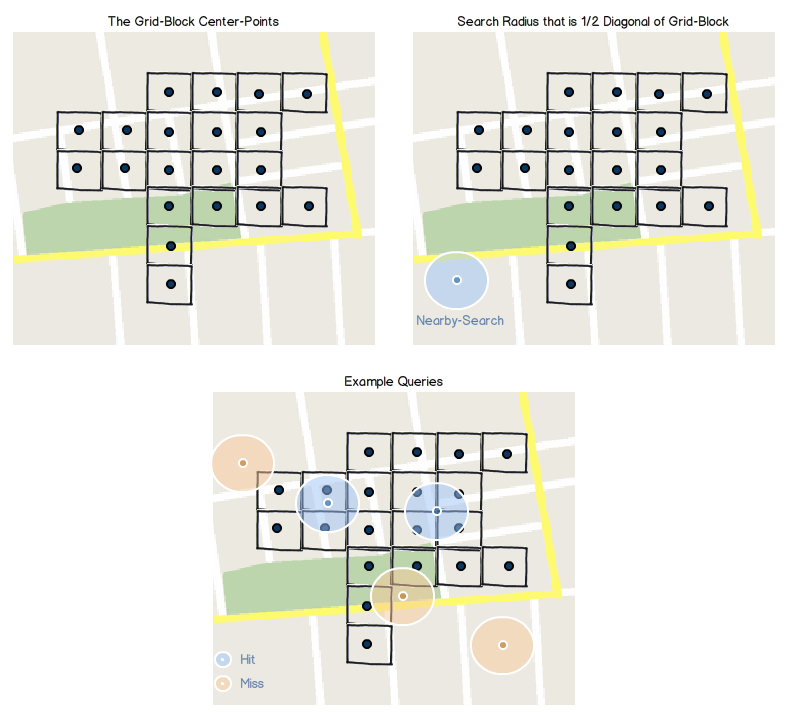 The Grid-Block Center-Points
Search Radius that is 1/2 Diagonal of Grid-Block
Nearby-Search
Example Queries
Hit
Miss